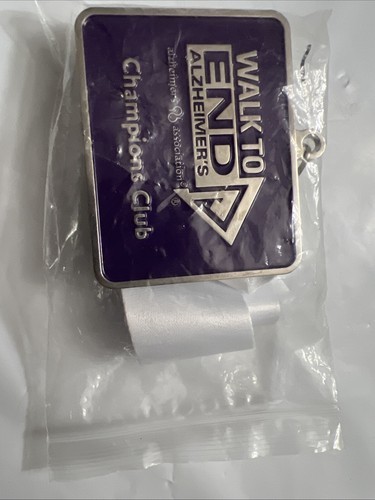 WALK TO
END
ALZHEIMER'S
alzheimer's association®
Champions Club